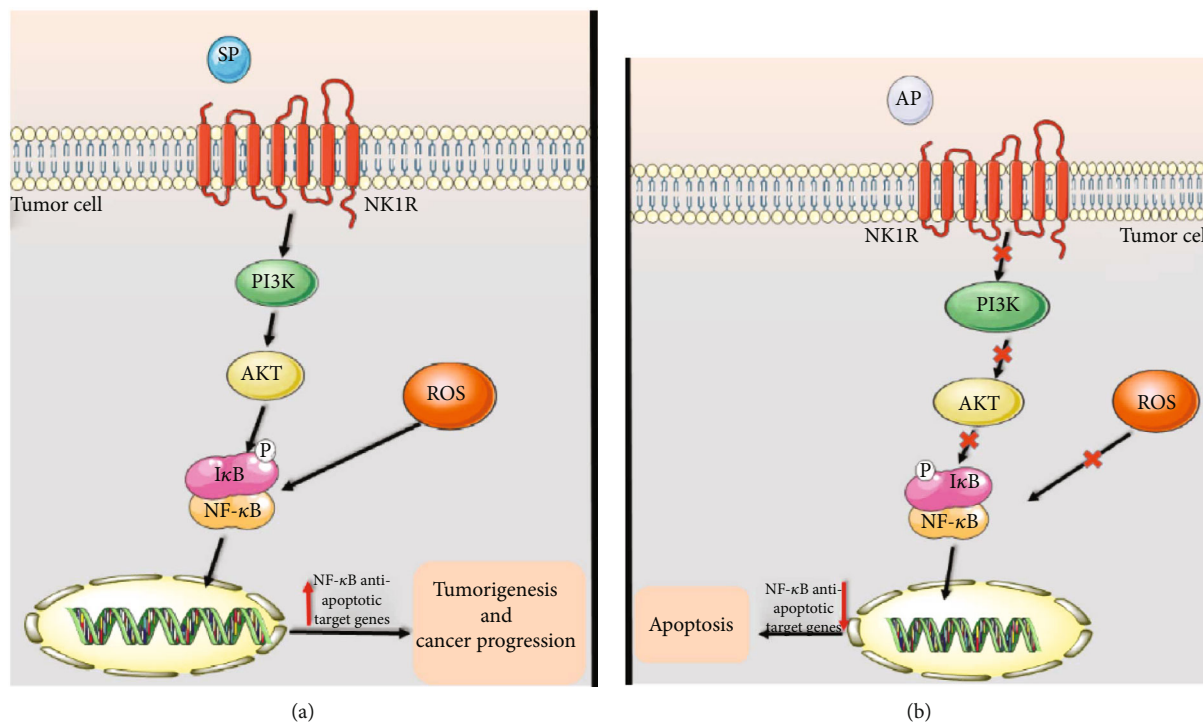 SP
Tumor cell
NK1R
PI3K
AKT
ROS
P
IκB
NF-κB
NF-κB anti-
apoptotic
target genes
Tumorigenesis
and
cancer progression
(a)
AP
NK1R
Tumor cell
PI3K
AKT
ROS
P
IκB
NF-κB
NF-κB anti-
apoptotic
target genes
Apoptosis
(b)